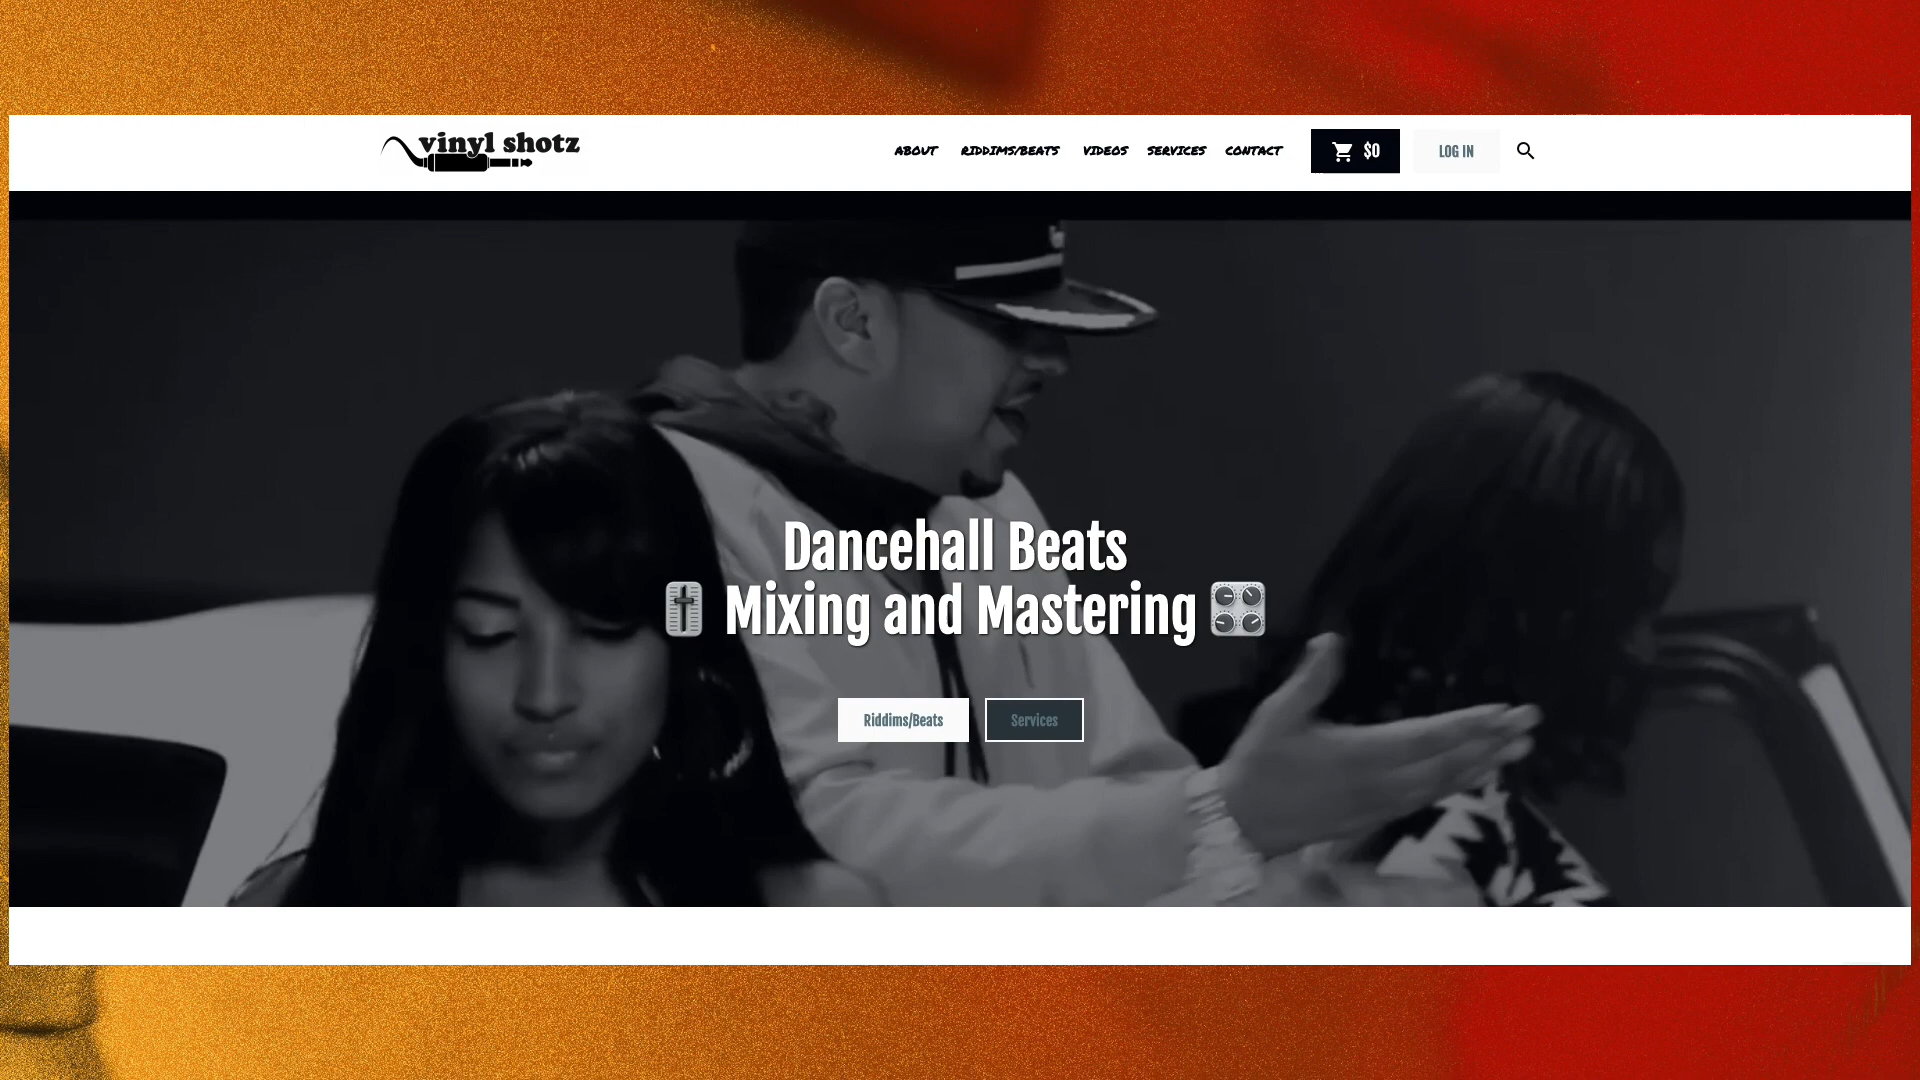 vinyl shotz
ABOUT RIDDIMS/BEATS VIDEOS SERVICES CONTACT $0 LOG IN
Dancehall Beats
🎚 Mixing and Mastering 🎛
Riddims/Beats Services